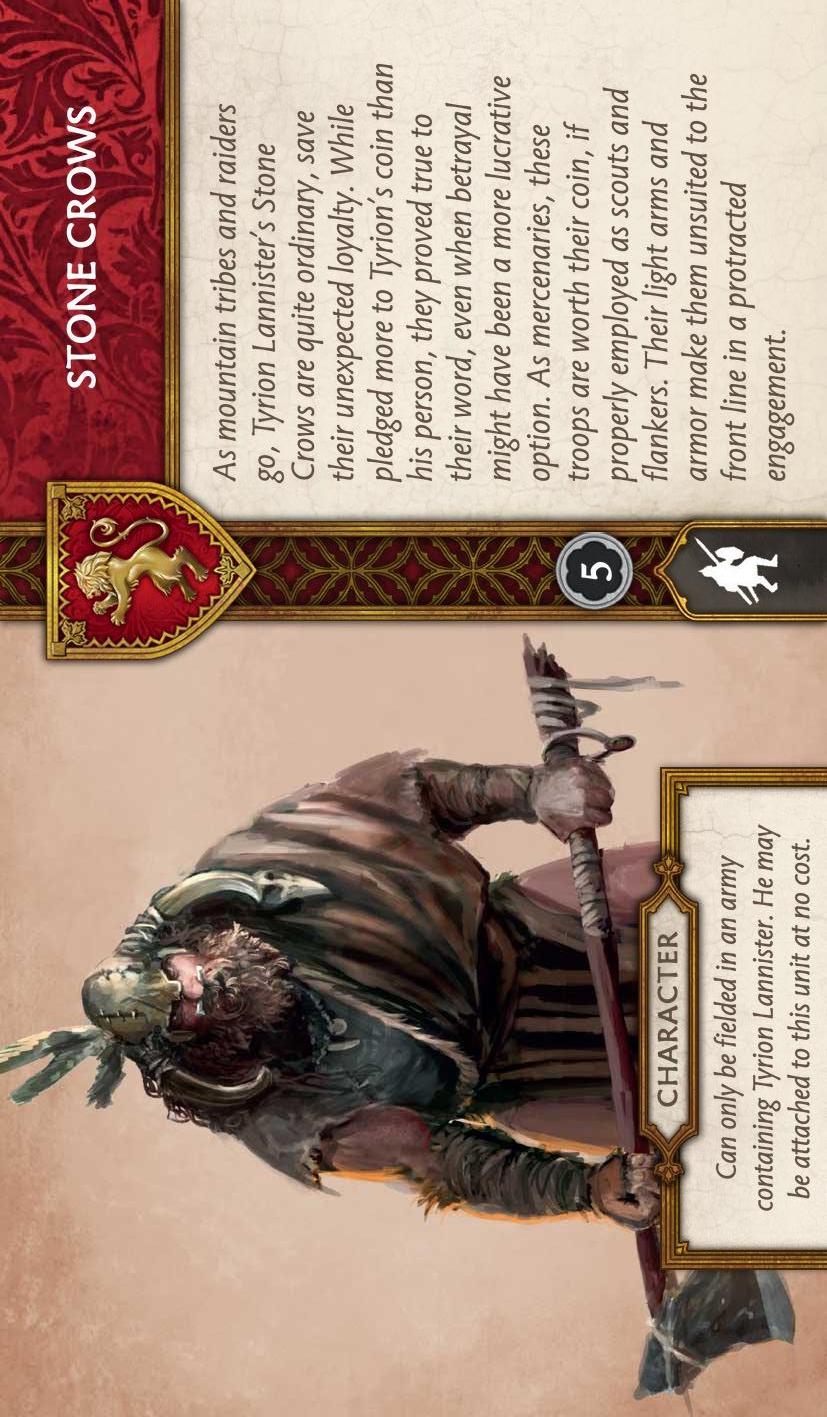 STONE CROWS
As mountain tribes and raiders
go, Tyrion Lannister's Stone
Crows are quite ordinary, save
their unexpected loyalty. While
pledged more to Tyrion's coin than
his person, they proved true to
their word, even when betrayal
might have been a more lucrative
option. As mercenaries, these
troops are worth their coin, if
properly employed as scouts and
flankers. Their light arms and
armor make them unsuited to the
front line in a protracted
engagement.
5
CHARACTER
Can only be fielded in an army
containing Tyrion Lannister. He may
be attached to this unit at no cost.